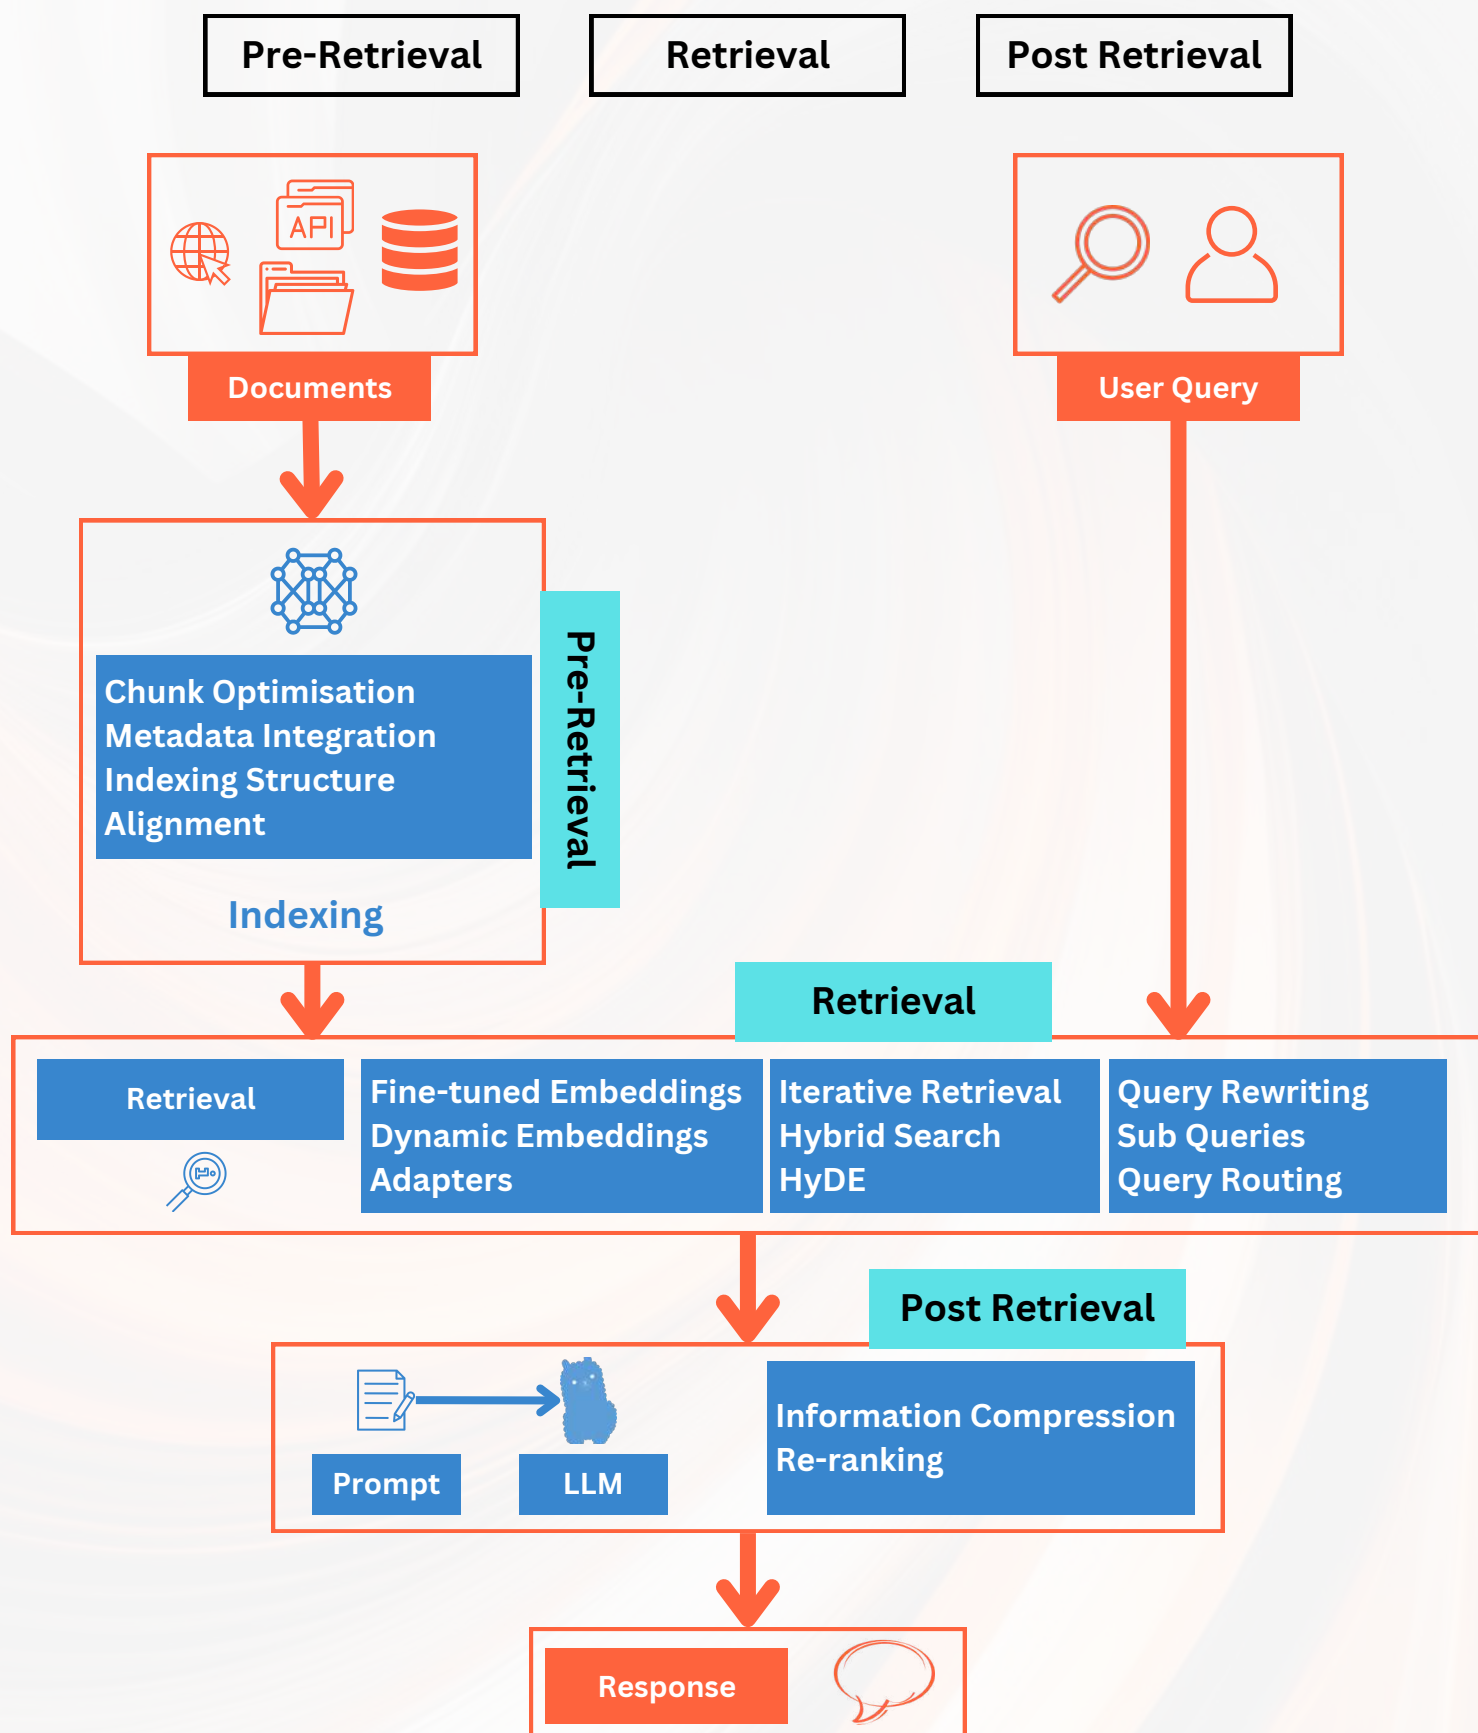 Pre-Retrieval
Retrieval
Post Retrieval
API
Documents
User Query
Chunk Optimisation
Metadata Integration
Indexing Structure
Alignment
Indexing
Pre-Retrieval
Retrieval
Retrieval
Fine-tuned Embeddings
Dynamic Embeddings
Adapters
Iterative Retrieval
Hybrid Search
HyDE
Query Rewriting
Sub Queries
Query Routing
Post Retrieval
Prompt
LLM
Information Compression
Re-ranking
Response